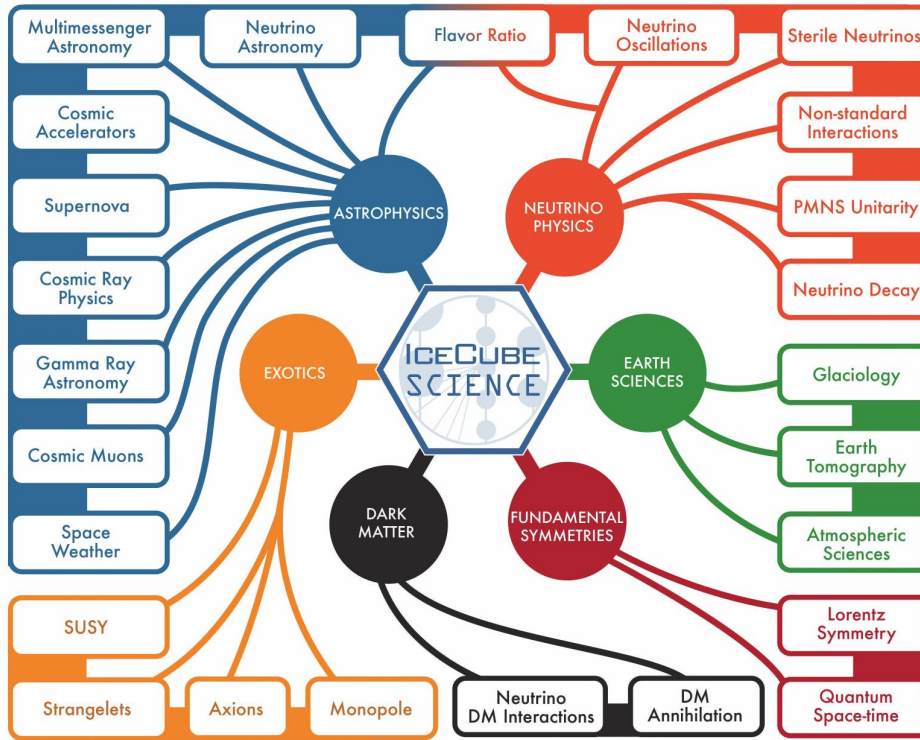 Multimessenger
Astronomy
Neutrino
Astronomy
Flavor Ratio
Neutrino
Oscillations
Sterile Neutrinos
Cosmic
Accelerators
Non-standard
Interactions
Supernova
ASTROPHYSICS
NEUTRINO
PHYSICS
PMNS Unitarity
Cosmic Ray
Physics
Neutrino Decay
Gamma Ray
Astronomy
EXOTICS
ICECUBE
SCIENCE
EARTH
SCIENCES
Glaciology
Cosmic Muons
Earth
Tomography
Space
Weather
DARK
MATTER
FUNDAMENTAL
SYMMETRIES
Atmospheric
Sciences
SUSY
Lorentz
Symmetry
Strangelets
Axions
Monopole
Neutrino
DM Interactions
DM
Annihilation
Quantum
Space-time